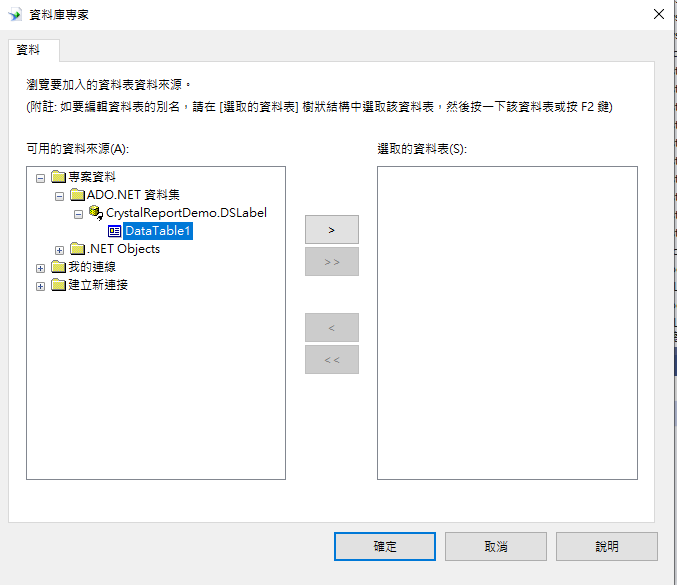 資料庫專家
資料
瀏覽要加入的資料表資料來源。
(附註: 如要編輯資料表的別名，請在 [選取的資料表] 樹狀結構中選取該資料表，然後按一下該資料表或按 F2 鍵)
可用的資料來源(A):
選取的資料表(S):
專案資料
ADO.NET 資料集
CrystalReportDemo.DSLabel
DataTable1
.NET Objects
我的連線
建立新連接
>
>>
<
<<
確定
取消
說明